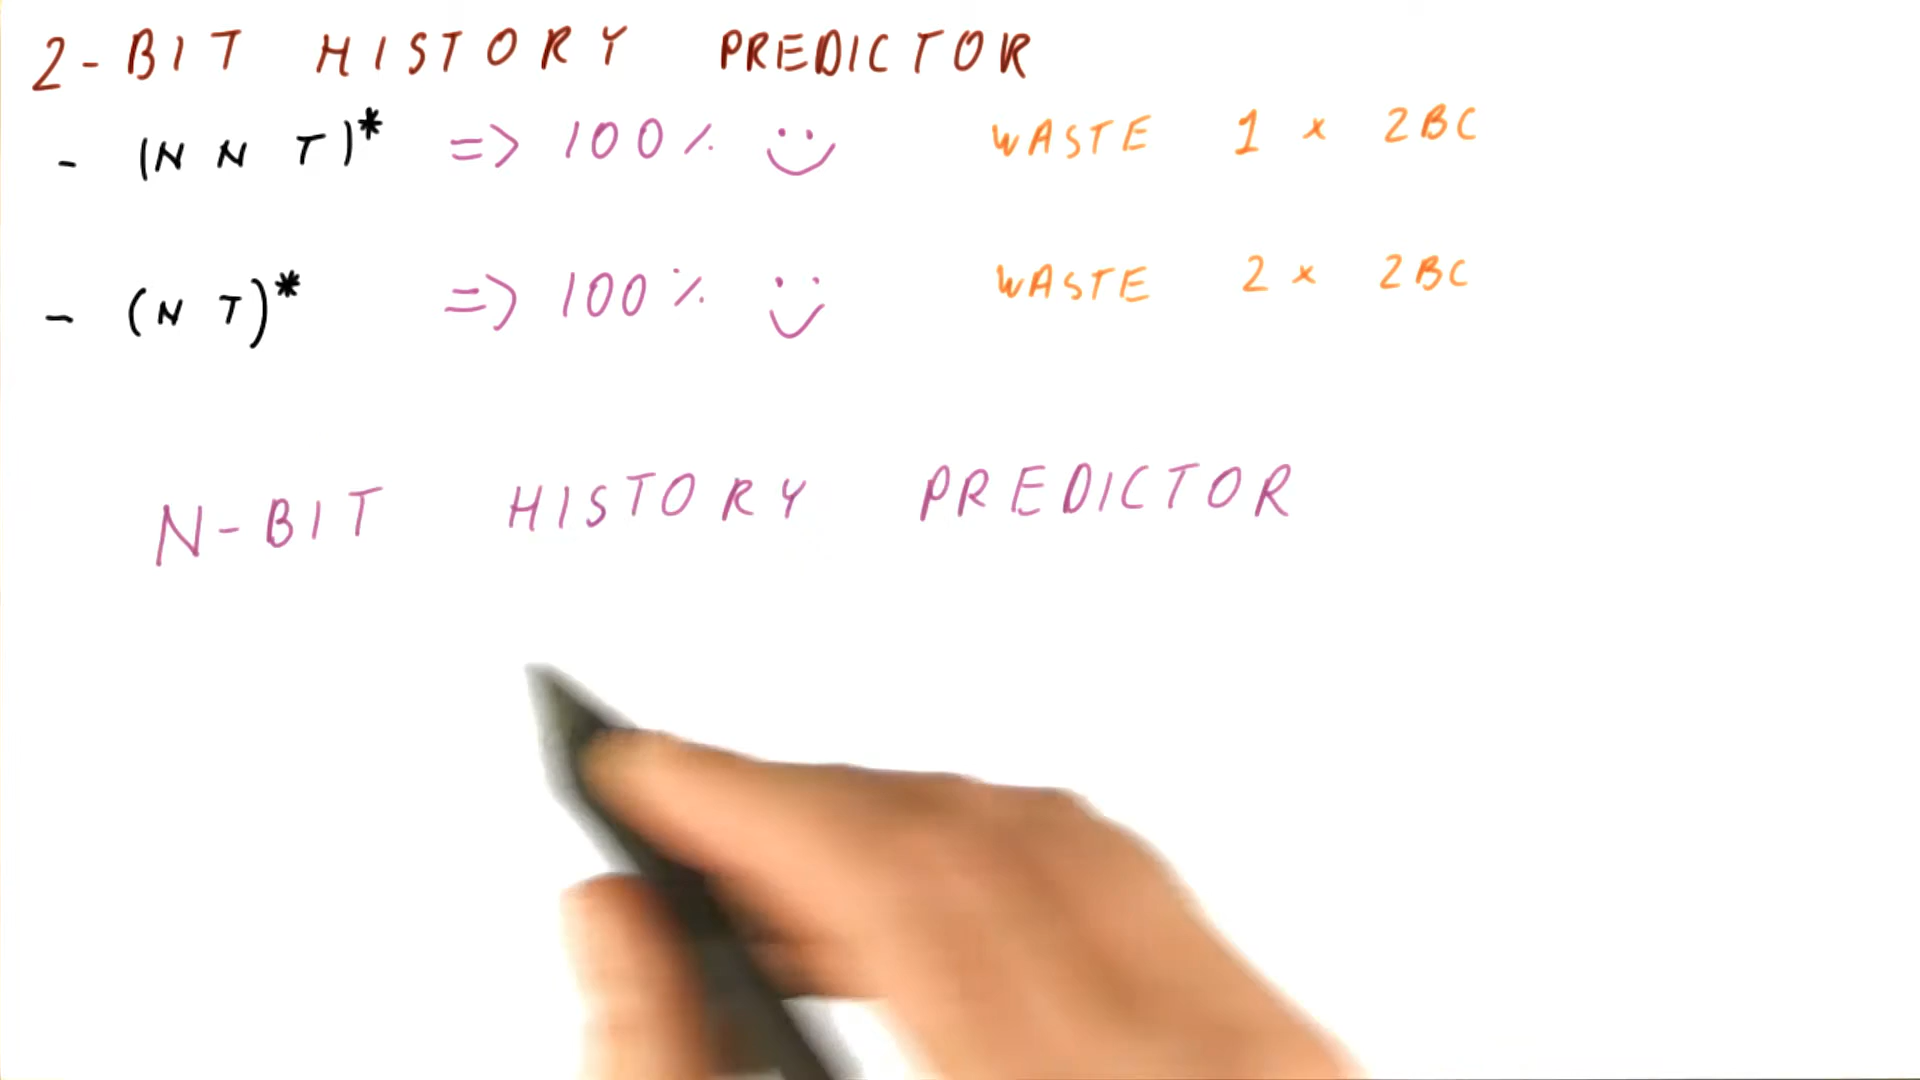 2-BIT HISTORY PREDICTOR
- (N N T)* => 100% WASTE 1 x 2BC
- (N T)* => 100% WASTE 2 x 2BC
N-BIT HISTORY PREDICTOR